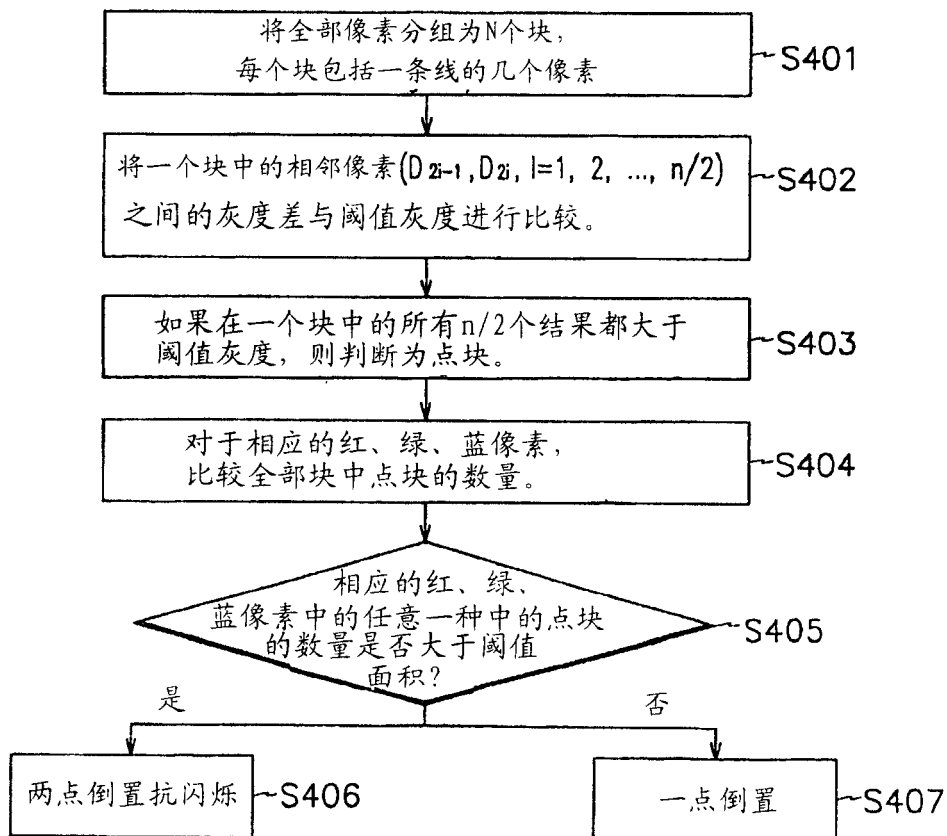 将全部像素分组为N个块，
每个块包括一条线的几个像素
S401
将一个块中的相邻像素(D2i-1,D2i, l=1, 2, ..., n/2)
之间的灰度差与阈值灰度进行比较。
S402
如果在一个块中的所有n/2个结果都大于
阈值灰度，则判断为点块。
S403
对于相应的红、绿、蓝像素，
比较全部块中点块的数量。
S404
相应的红、绿、
蓝像素中的任意一种中的点块
的数量是否大于阈值
面积？
S405
是
否
两点倒置抗闪烁
S406
一点倒置
S407